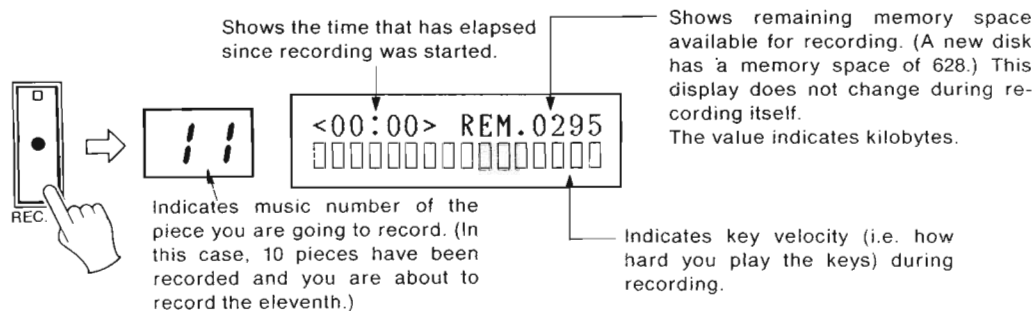 Shows the time that has elapsed
since recording was started.
Shows remaining memory space
available for recording. (A new disk
has a memory space of 628.) This
display does not change during re-
cording itself.
The value indicates kilobytes.
REC.
11
<00:00> REM.0295
Indicates music number of the
piece you are going to record. (In
this case, 10 pieces have been
recorded and you are about to
record the eleventh.)
Indicates key velocity (i.e. how
hard you play the keys) during
recording.